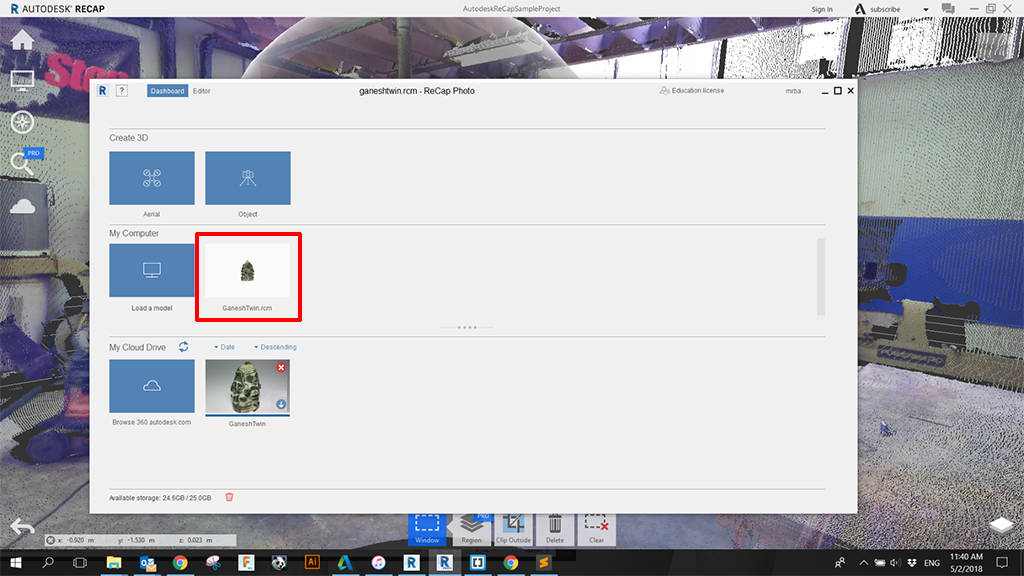 R AUTODESK® RECAP
AutodeskReCapSampleProject
Sign In
subscribe
PRO
R ?
Dashboard Editor
ganeshtwin.rcm - ReCap Photo
Education license
mrba
Create 3D
Aerial Object
My Computer
Load a model GaneshTwin.rcm
My Cloud Drive Date Descending
Browse 360.autodesk.com GaneshTwin
Available storage: 24.6GB / 25.0GB
PRO
Window Region Clip Outside Delete Clear
x: -0.920 m y: -1.530 m z: 0.023 m
F Ai R R S
ENG
11:40 AM
5/2/2018